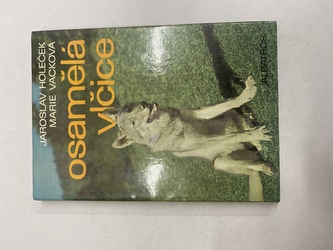 JAROSLAV HOLEČEK
MARIE VACKOVÁ
osamělá
vlčice
ALBATROS